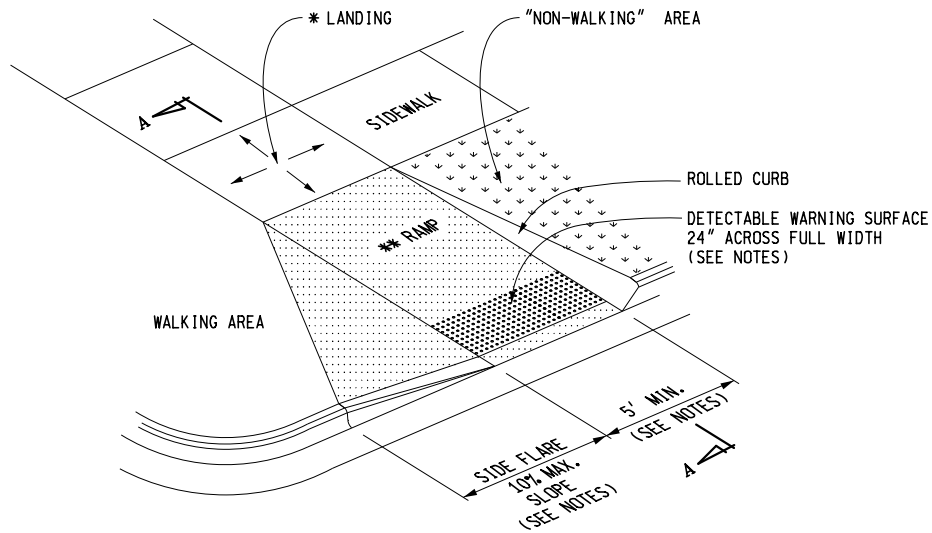 * LANDING
"NON-WALKING" AREA
A
SIDEWALK
ROLLED CURB
DETECTABLE WARNING SURFACE
24" ACROSS FULL WIDTH
(SEE NOTES)
** RAMP
WALKING AREA
5' MIN.
(SEE NOTES)
SIDE FLARE
10% MAX.
SLOPE
(SEE NOTES)
A